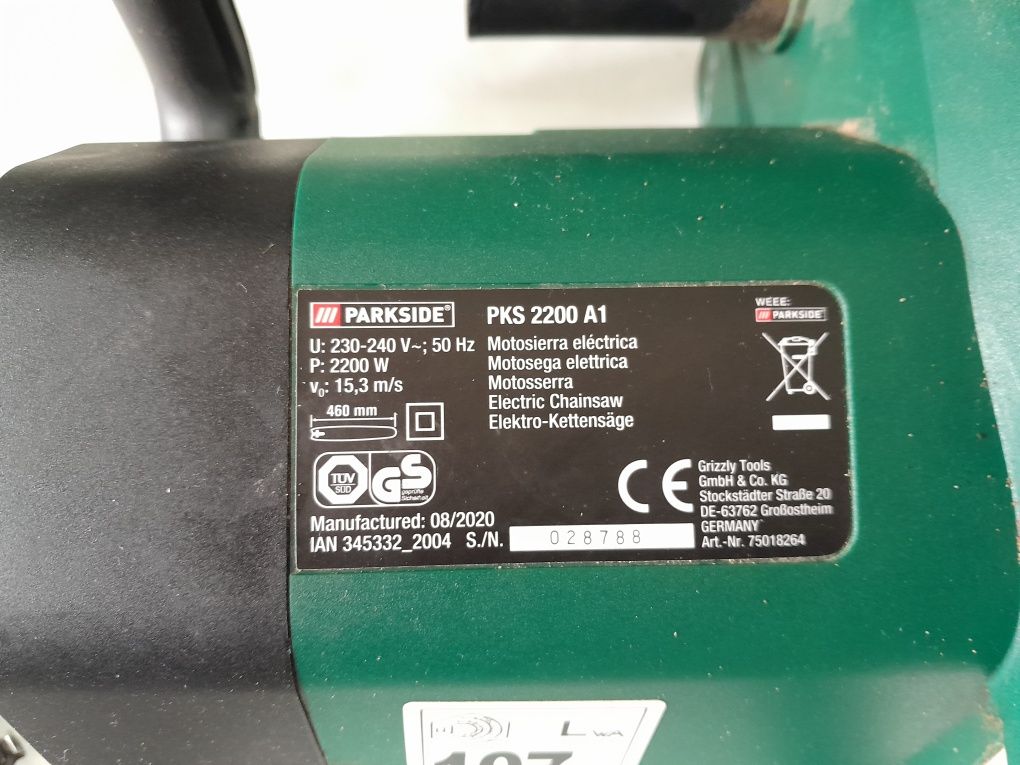 PARKSIDE®
PKS 2200 A1
U: 230-240 V~; 50 Hz
P: 2200 W
v₀: 15,3 m/s
460 mm
Motosierra eléctrica
Motosega elettrica
Motosserra
Electric Chainsaw
Elektro-Kettensäge
WEEE:
PARKSIDE
TÜV
SÜD
GS
geprüfte
Sicherheit
Manufactured: 08/2020
IAN 345332_2004 S./N. 028788
CE
Grizzly Tools
GmbH & Co. KG
Stockstädter Straße 20
DE-63762 Großostheim
GERMANY
Art.-Nr. 75018264
LWA